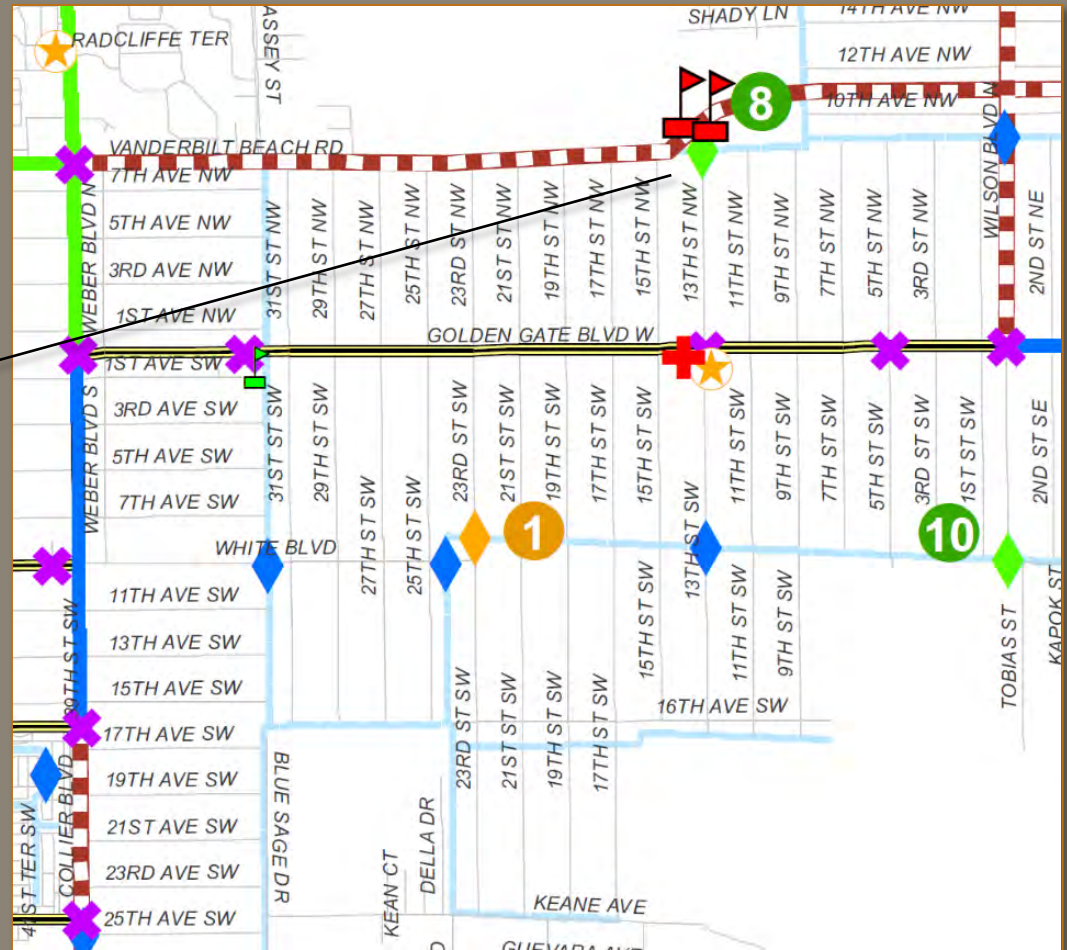 SHADY LN
14TH AVE NW
RADCLIFFE TER
12TH AVE NW
8
10TH AVE NW
VANDERBILT BEACH RD
7TH AVE NW
WEBER BLVD N
5TH AVE NW
3RD AVE NW
1ST AVE NW
31ST ST NW
29TH ST NW
27TH ST NW
25TH ST NW
23RD ST NW
21ST ST NW
19TH ST NW
17TH ST NW
15TH ST NW
13TH ST NW
11TH ST NW
9TH ST NW
7TH ST NW
5TH ST NW
3RD ST NW
WILSON BLVD N
2ND ST NE
GOLDEN GATE BLVD W
1ST AVE SW
WEBER BLVD S
3RD AVE SW
5TH AVE SW
7TH AVE SW
31ST ST SW
29TH ST SW
27TH ST SW
25TH ST SW
23RD ST SW
21ST ST SW
19TH ST SW
17TH ST SW
15TH ST SW
13TH ST SW
11TH ST SW
9TH ST SW
7TH ST SW
5TH ST SW
3RD ST SW
1ST ST SW
2ND ST SE
1
10
WHITE BLVD
11TH AVE SW
13TH AVE SW
15TH AVE SW
17TH AVE SW
15TH ST SW
11TH ST SW
9TH ST SW
TOBIAS ST
KAPOK ST
16TH AVE SW
23RD ST SW
21ST ST SW
19TH ST SW
17TH ST SW
19TH AVE SW
21ST AVE SW
23RD AVE SW
25TH AVE SW
COLLIER BLVD
BLUE SAGE DR
KEAN CT
DELLA DR
KEANE AVE
GUEVARA AVE